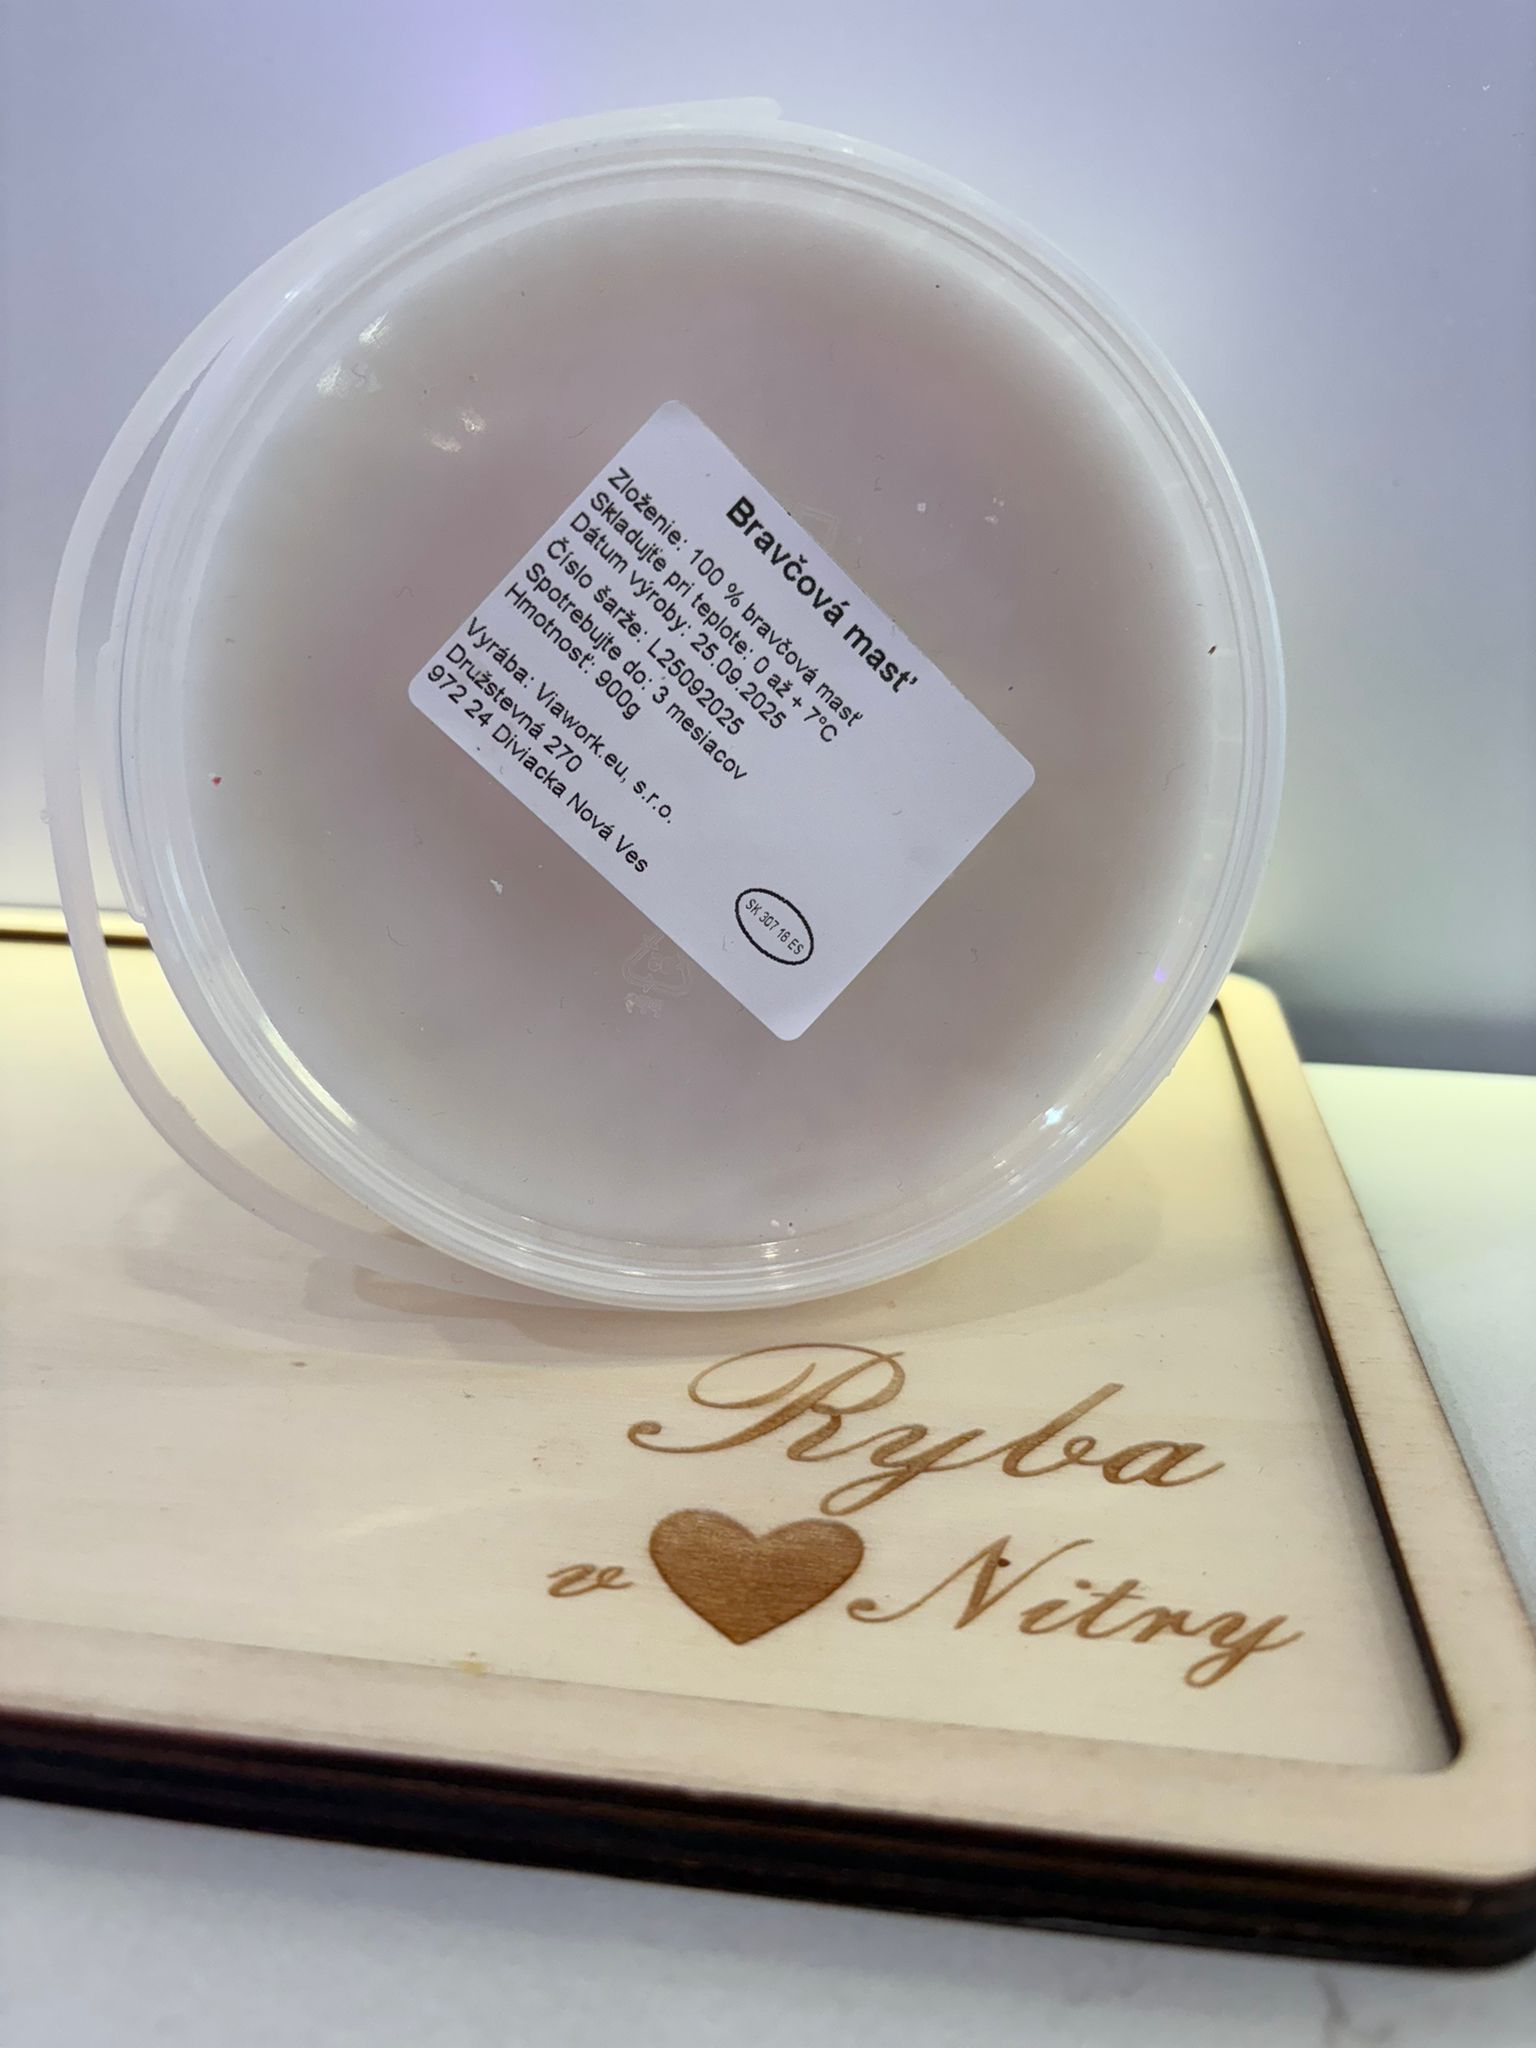 Bravčová masť
Zloženie: 100 % bravčová masť
Skladujťe pri teplote: 0 až + 7°C
Dátum výroby: 25.09.2025
Číslo šarže: L25092025
Spotrebujte do: 3 mesiacov
Hmotnosť: 900g
Vyrába: Viawork.eu, s.r.o.
Družstevná 270
972 24 Diviacka Nová Ves
SK 307 18 ES
Ryba
v Nitry